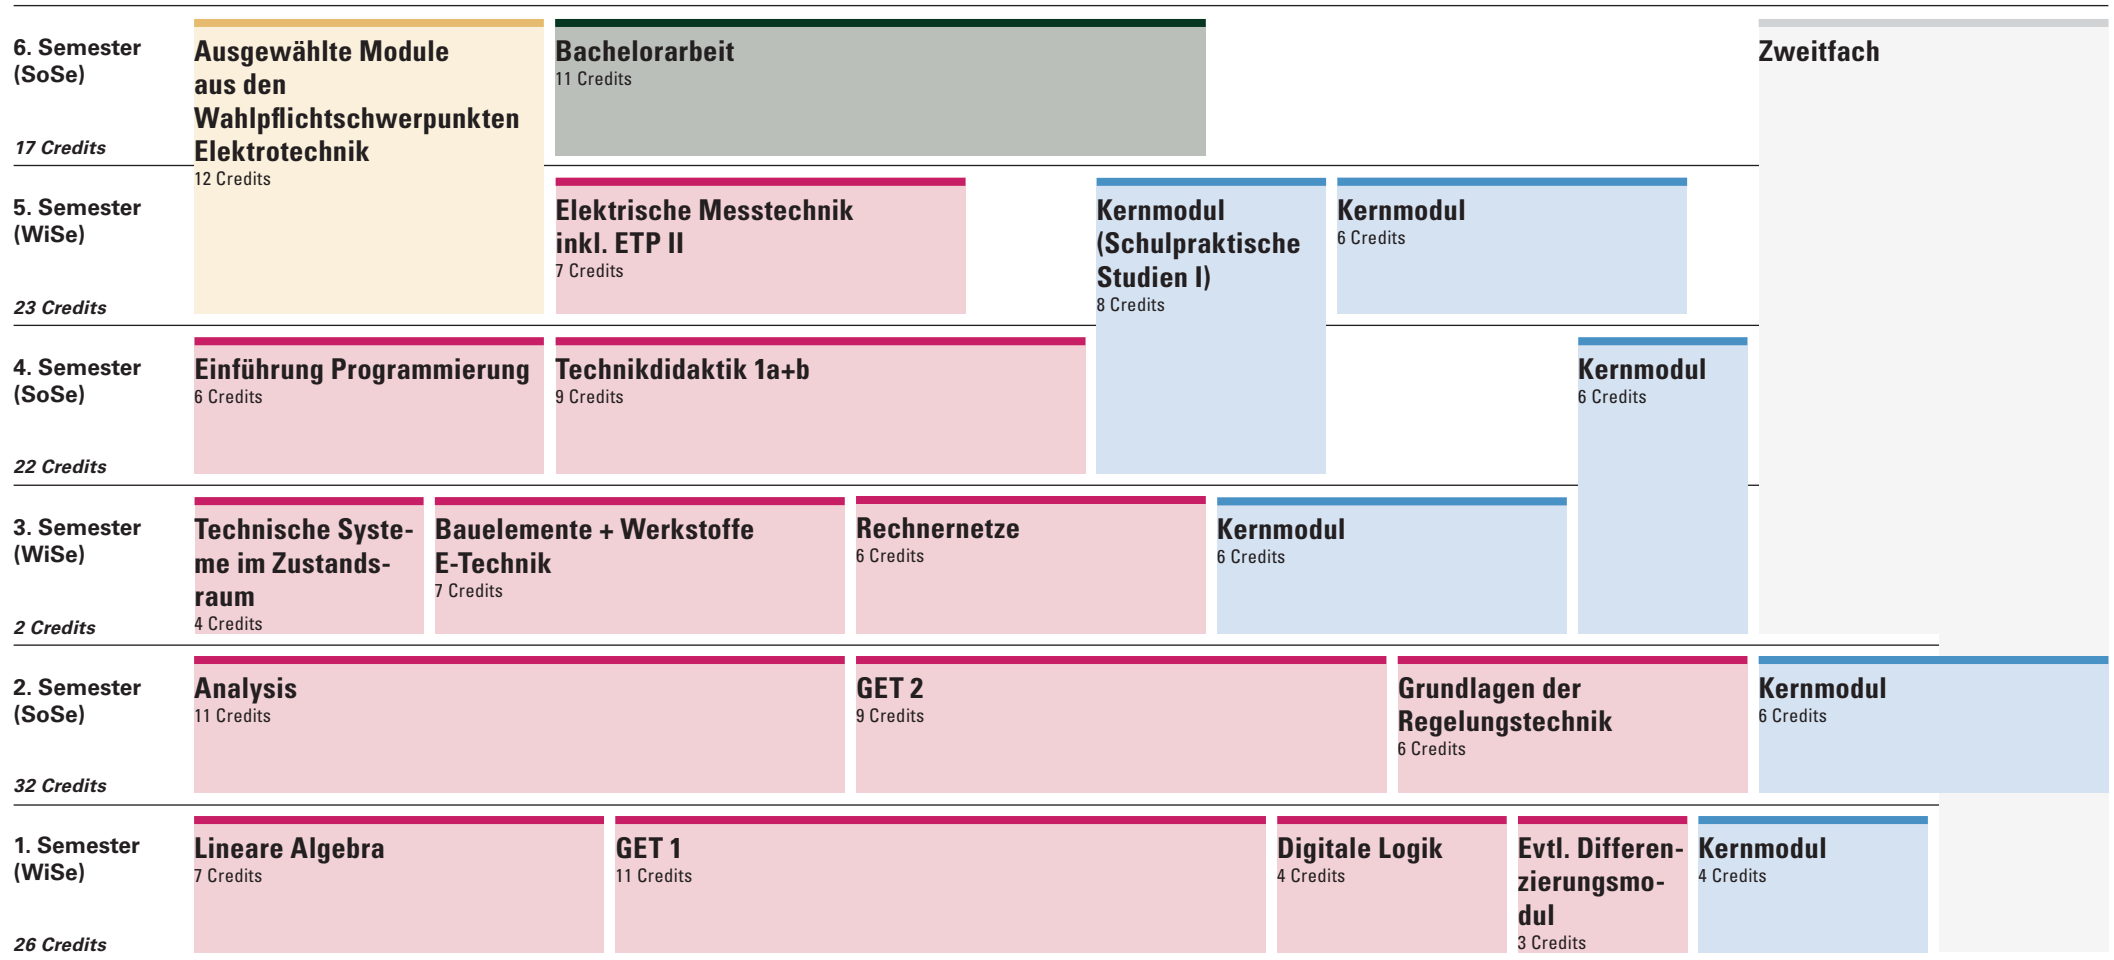 6. Semester
(SoSe)
17 Credits
Ausgewählte Module
aus den
Wahlpflichtschwerpunkten
Elektrotechnik
12 Credits
Bachelorarbeit
11 Credits
Zweitfach
5. Semester
(WiSe)
23 Credits
Elektrische Messtechnik
inkl. ETP II
7 Credits
Kernmodul
(Schulpraktische
Studien I)
8 Credits
Kernmodul
6 Credits
4. Semester
(SoSe)
22 Credits
Einführung Programmierung
6 Credits
Technikdidaktik 1a+b
9 Credits
Kernmodul
6 Credits
3. Semester
(WiSe)
2 Credits
Technische Syste-
me im Zustands-
raum
4 Credits
Bauelemente + Werkstoffe
E-Technik
7 Credits
Rechnernetze
6 Credits
Kernmodul
6 Credits
2. Semester
(SoSe)
32 Credits
Analysis
11 Credits
GET 2
9 Credits
Grundlagen der
Regelungstechnik
6 Credits
Kernmodul
6 Credits
1. Semester
(WiSe)
26 Credits
Lineare Algebra
7 Credits
GET 1
11 Credits
Digitale Logik
4 Credits
Evtl. Differen-
zierungsmo-
dul
3 Credits
Kernmodul
4 Credits